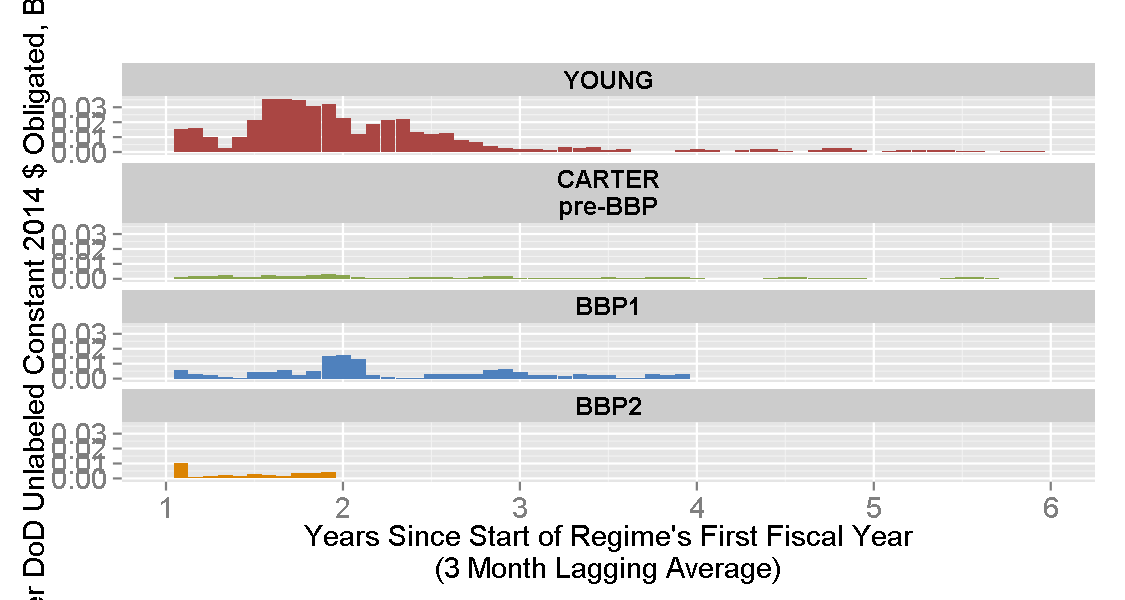 er DoD Unlabeled Constant 2014 $ Obligated, B
YOUNG
0.03
0.02
0.01
0.00
CARTER
pre-BBP
0.03
0.02
0.01
0.00
BBP1
0.03
0.02
0.01
0.00
BBP2
0.03
0.02
0.01
0.00
1 2 3 4 5 6
Years Since Start of Regime's First Fiscal Year
(3 Month Lagging Average)